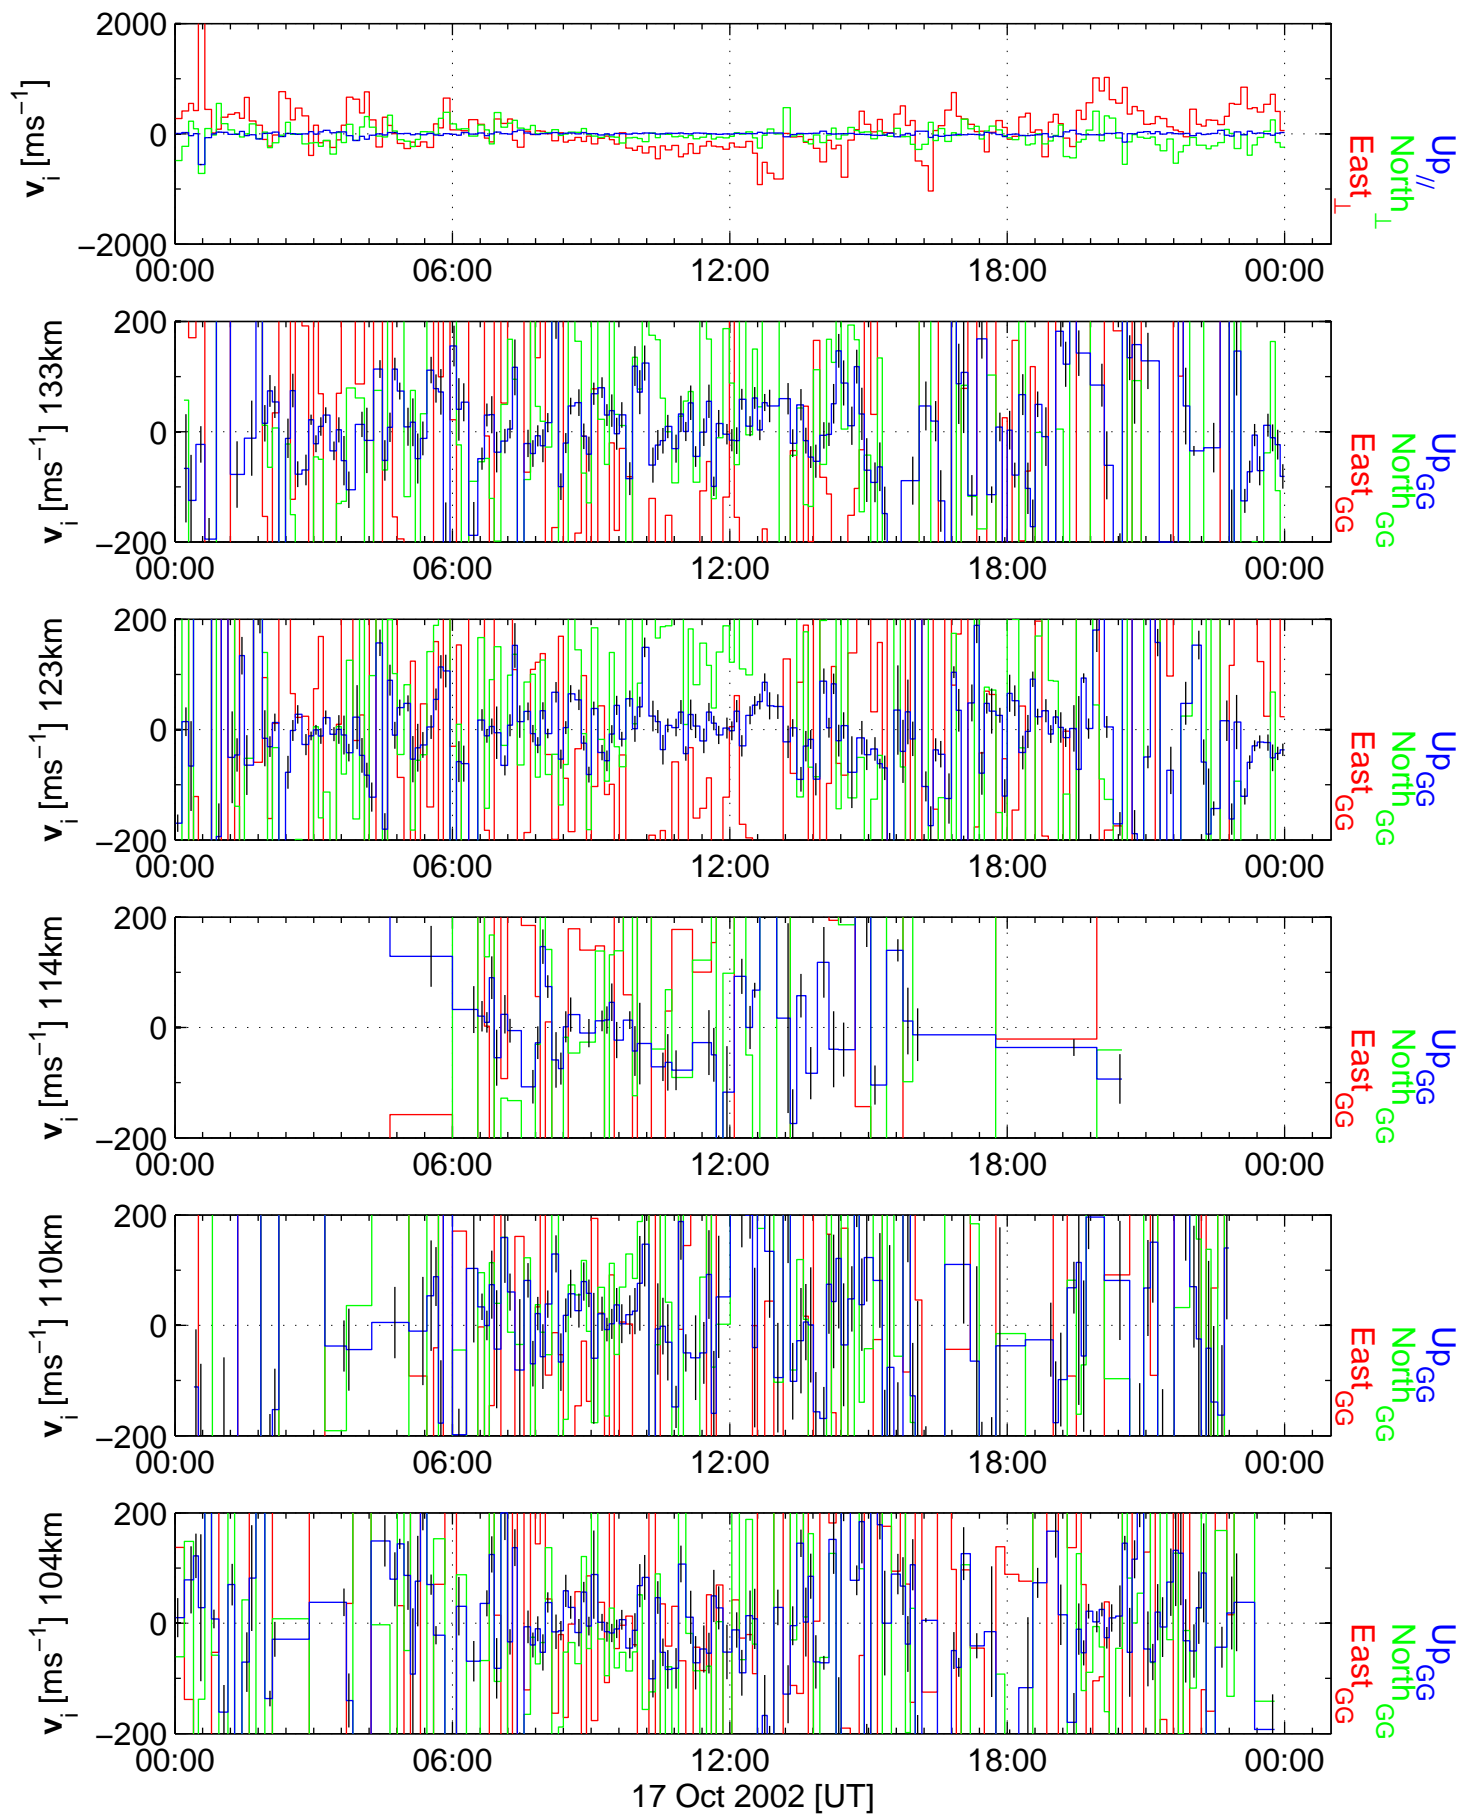 2000
0
−2000
v_i [ms⁻¹]
00:00 06:00 12:00 18:00 00:00
Up_//
North_⊥
East_⊥
200
0
−200
v_i [ms⁻¹] 133km
00:00 06:00 12:00 18:00 00:00
Up_GG
North_GG
East_GG
200
0
−200
v_i [ms⁻¹] 123km
00:00 06:00 12:00 18:00 00:00
Up_GG
North_GG
East_GG
200
0
−200
v_i [ms⁻¹] 114km
00:00 06:00 12:00 18:00 00:00
Up_GG
North_GG
East_GG
200
0
−200
v_i [ms⁻¹] 110km
00:00 06:00 12:00 18:00 00:00
Up_GG
North_GG
East_GG
200
0
−200
v_i [ms⁻¹] 104km
00:00 06:00 12:00 18:00 00:00
Up_GG
North_GG
East_GG
17 Oct 2002 [UT]